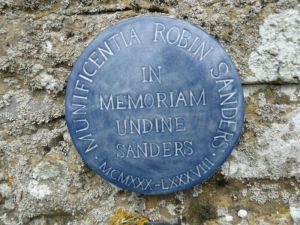 MUNIFICENTIA ROBIN SANDERS
IN
MEMORIAM
UNDINE
SANDERS
· MCMXXX - LXXXVIII ·